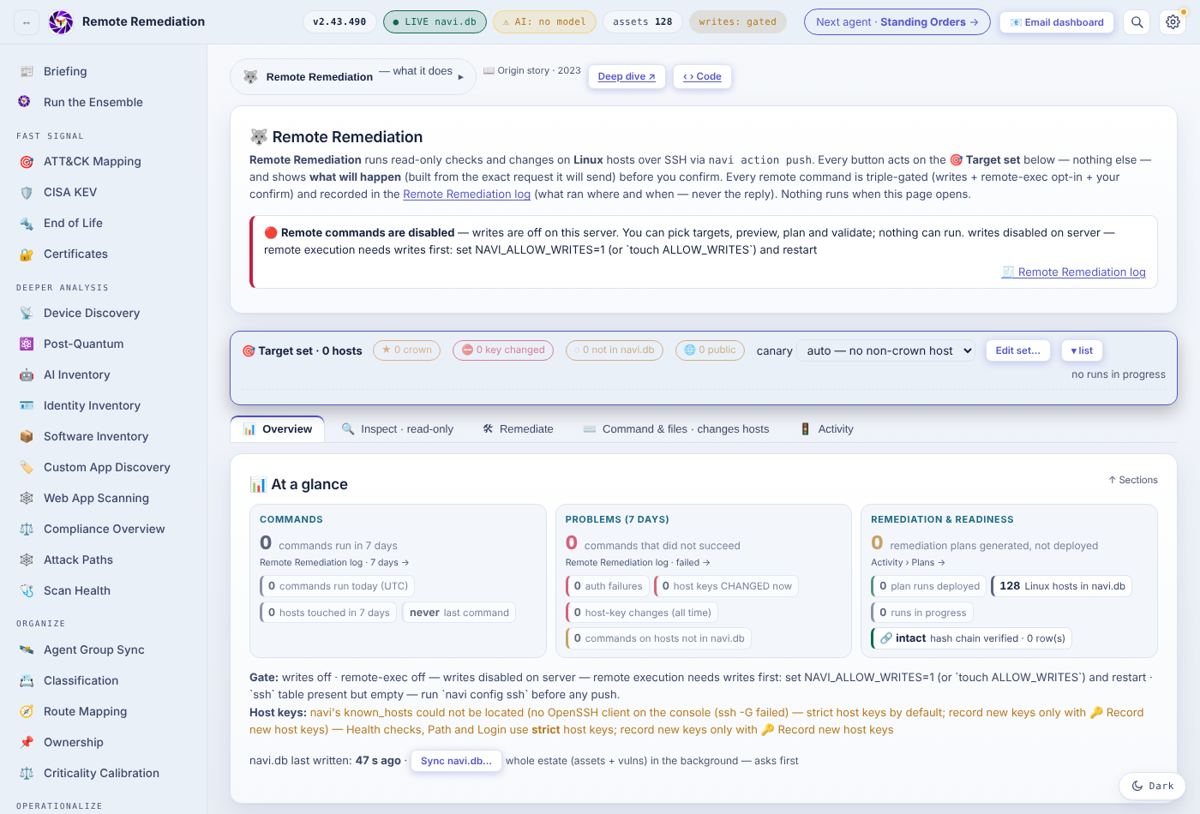 Remote Remediation
v2.43.490
● LIVE navi.db
⚠ AI: no model
assets 128
writes: gated
Next agent · Standing Orders →
📧 Email dashboard
Briefing
Run the Ensemble
FAST SIGNAL
ATT&CK Mapping
CISA KEV
End of Life
Certificates
DEEPER ANALYSIS
Device Discovery
Post-Quantum
AI Inventory
Identity Inventory
Software Inventory
Custom App Discovery
Web App Scanning
Compliance Overview
Attack Paths
Scan Health
ORGANIZE
Agent Group Sync
Classification
Route Mapping
Ownership
Criticality Calibration
OPERATIONALIZE
Remote Remediation — what it does ▸
📖 Origin story · 2023
Deep dive ↗
‹ › Code
Remote Remediation
Remote Remediation runs read-only checks and changes on Linux hosts over SSH via navi action push. Every button acts on the 🎯 Target set below — nothing else —
and shows what will happen (built from the exact request it will send) before you confirm. Every remote command is triple-gated (writes + remote-exec opt-in + your
confirm) and recorded in the Remote Remediation log (what ran where and when — never the reply). Nothing runs when this page opens.
🔴 Remote commands are disabled — writes are off on this server. You can pick targets, preview, plan and validate; nothing can run. writes disabled on server —
remote execution needs writes first: set NAVI_ALLOW_WRITES=1 (or `touch ALLOW_WRITES`) and restart
🧾 Remote Remediation log
🎯 Target set · 0 hosts
★ 0 crown
⛔ 0 key changed
0 not in navi.db
🌐 0 public
canary
auto — no non-crown host
Edit set…
▾ list
no runs in progress
📊 Overview
🔍 Inspect · read-only
🛠 Remediate
⌨️ Command & files · changes hosts
🚦 Activity
📊 At a glance
↑ Sections
COMMANDS
0 commands run in 7 days
Remote Remediation log · 7 days →
0 commands run today (UTC)
0 hosts touched in 7 days
never last command
PROBLEMS (7 DAYS)
0 commands that did not succeed
Remote Remediation log · failed →
0 auth failures
0 host keys CHANGED now
0 host-key changes (all time)
0 commands on hosts not in navi.db
REMEDIATION & READINESS
0 remediation plans generated, not deployed
Activity › Plans →
0 plan runs deployed
128 Linux hosts in navi.db
0 runs in progress
🔗 intact hash chain verified · 0 row(s)
Gate: writes off · remote-exec off — writes disabled on server — remote execution needs writes first: set NAVI_ALLOW_WRITES=1 (or `touch ALLOW_WRITES`) and restart ·
`ssh` table present but empty — run `navi config ssh` before any push.
Host keys: navi's known_hosts could not be located (no OpenSSH client on the console (ssh -G failed) — strict host keys by default; record new keys only with 🔑 Record
new host keys) — Health checks, Path and Login use strict host keys; record new keys only with 🔑 Record new host keys
navi.db last written: 47 s ago · Sync navi.db… whole estate (assets + vulns) in the background — asks first
Dark